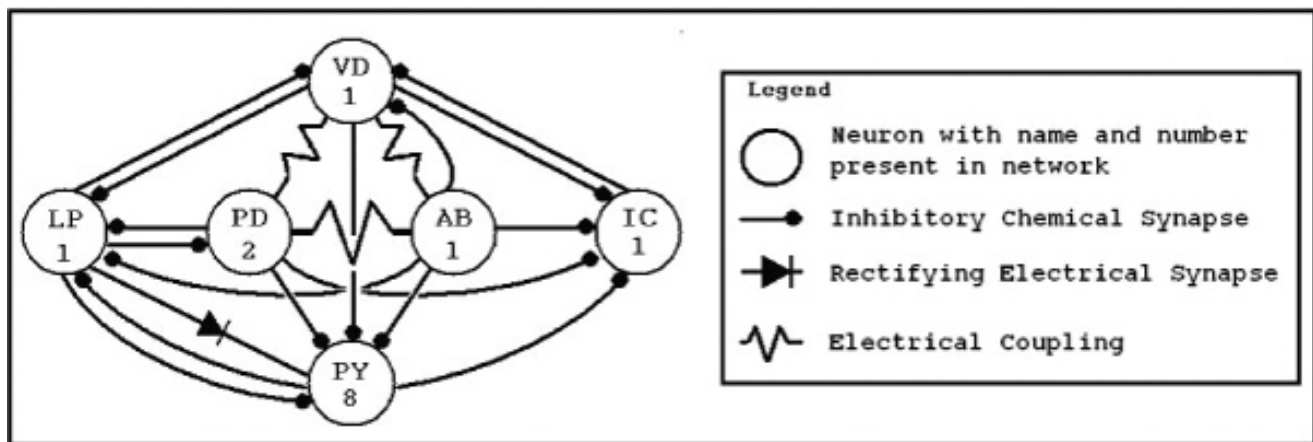 VD
1
Legend
Neuron with name and number
present in network
LP
1
PD
2
AB
1
IC
1
Inhibitory Chemical Synapse
Rectifying Electrical Synapse
Electrical Coupling
PY
8